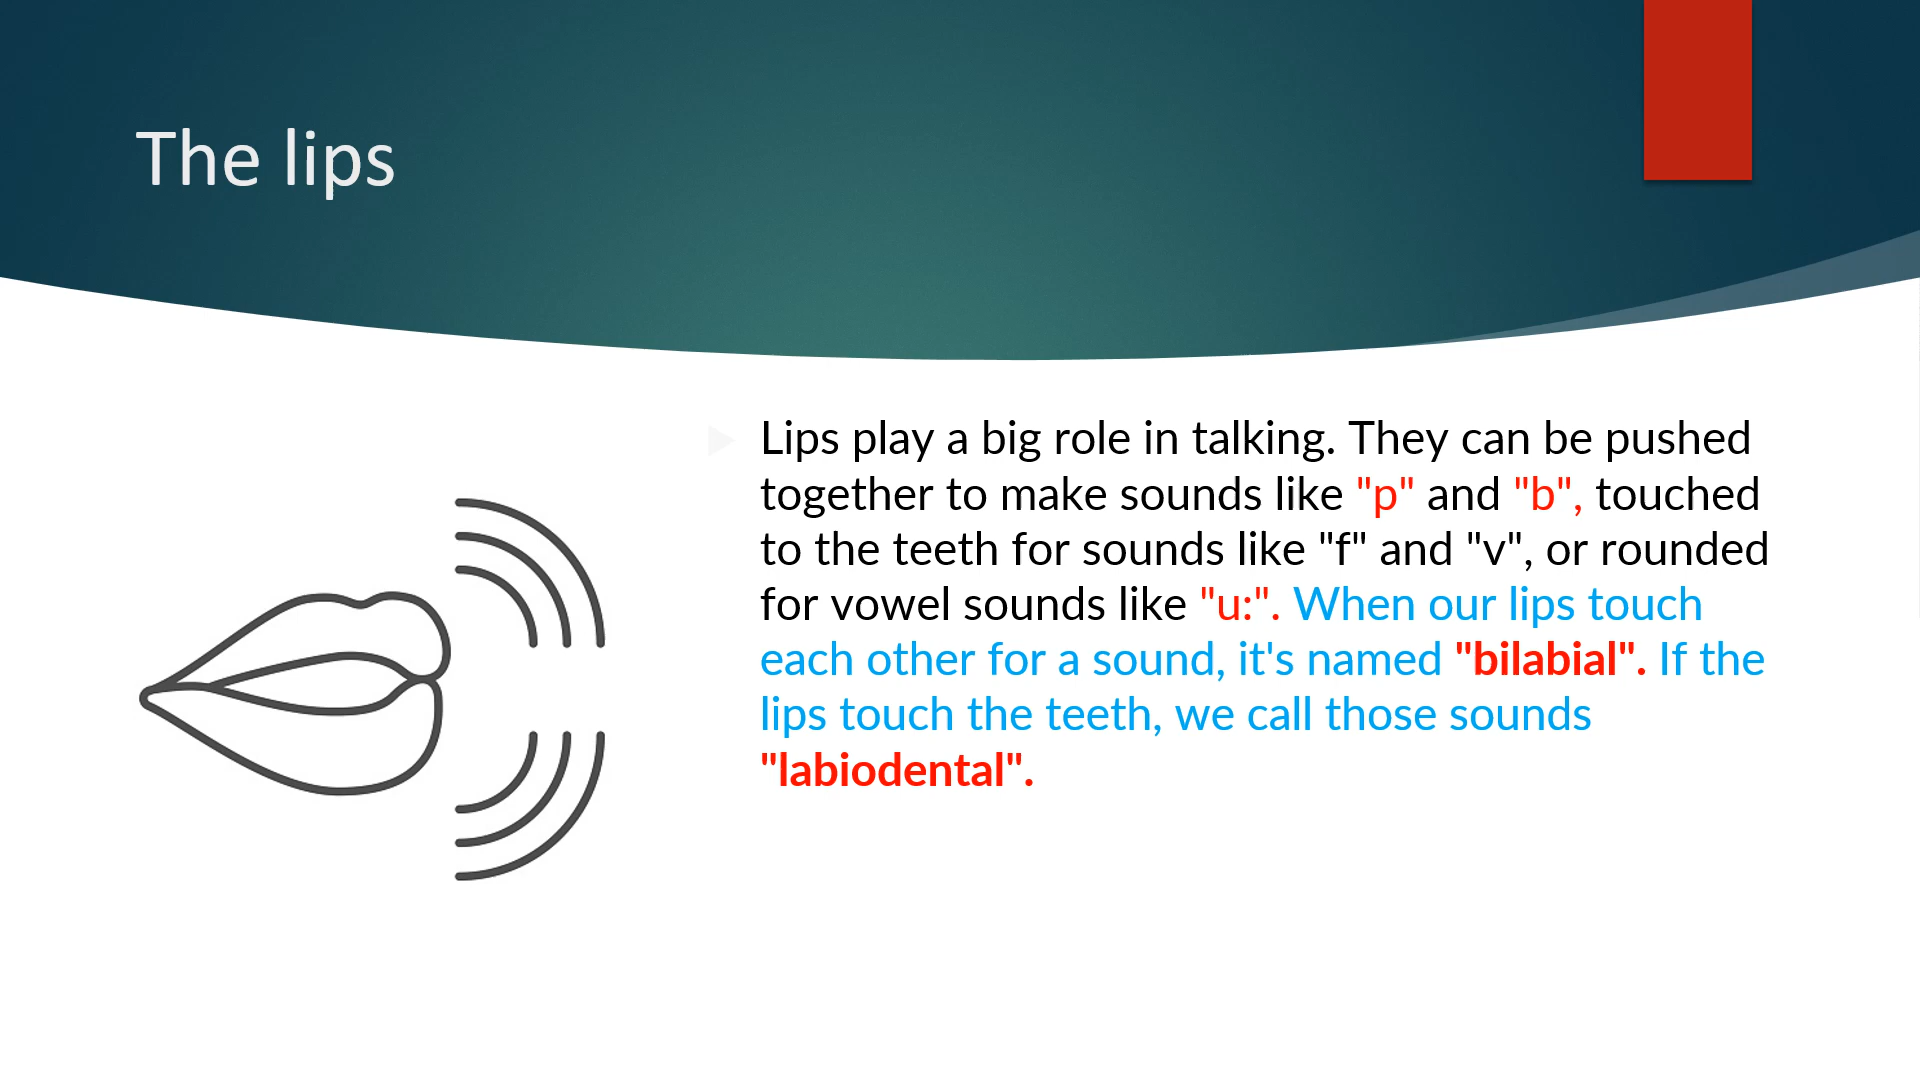 The lips
Lips play a big role in talking. They can be pushed
together to make sounds like "p" and "b", touched
to the teeth for sounds like "f" and "v", or rounded
for vowel sounds like "u:". When our lips touch
each other for a sound, it's named "bilabial". If the
lips touch the teeth, we call those sounds
"labiodental".